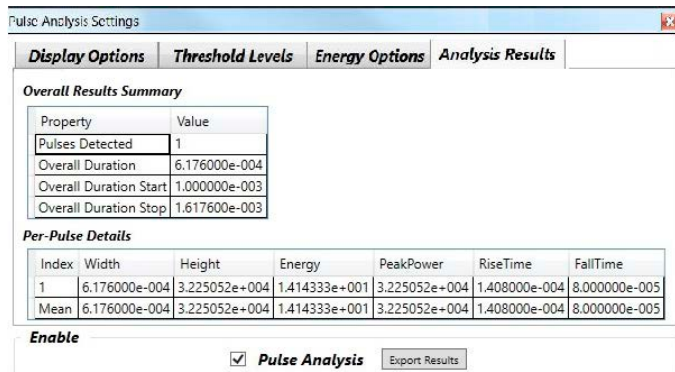 Pulse Analysis Settings
Display Options Threshold Levels Energy Options Analysis Results
Overall Results Summary
Property Value
Pulses Detected 1
Overall Duration 6.176000e-004
Overall Duration Start 1.000000e-003
Overall Duration Stop 1.617600e-003
Per-Pulse Details
Index Width Height Energy PeakPower RiseTime FallTime
1 6.176000e-004 3.225052e+004 1.414333e+001 3.225052e+004 1.408000e-004 8.000000e-005
Mean 6.176000e-004 3.225052e+004 1.414333e+001 3.225052e+004 1.408000e-004 8.000000e-005
Enable
Pulse Analysis Export Results